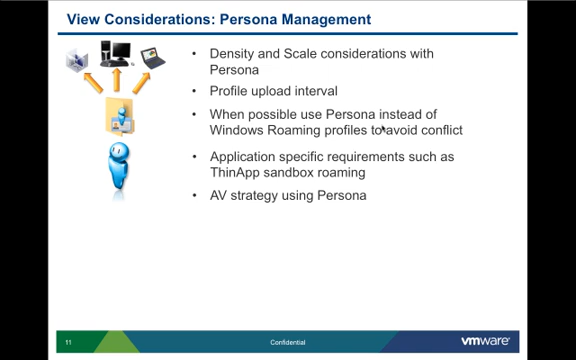 View Considerations: Persona Management
• Density and Scale considerations with
Persona
• Profile upload interval
• When possible use Persona instead of
Windows Roaming profiles to avoid conflict
• Application specific requirements such as
ThinApp sandbox roaming
• AV strategy using Persona
11
Confidential
vmware